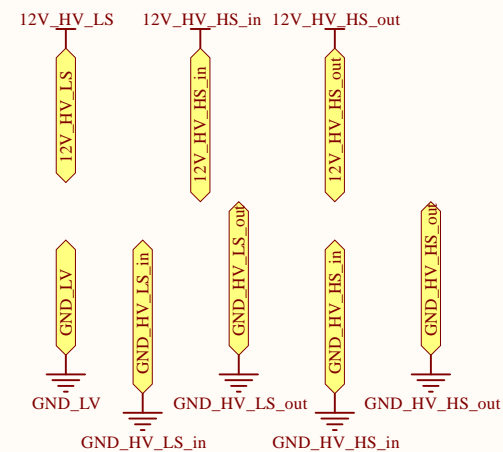 12V_HV_LS
12V_HV_HS_in
12V_HV_HS_out
12V_HV_LS
12V_HV_HS_in
12V_HV_HS_out
GND_LV
GND_HV_LS_in
GND_HV_LS_out
GND_HV_HS_in
GND_HV_HS_out
GND_LV
GND_HV_LS_out
GND_HV_HS_out
GND_HV_LS_in
GND_HV_HS_in